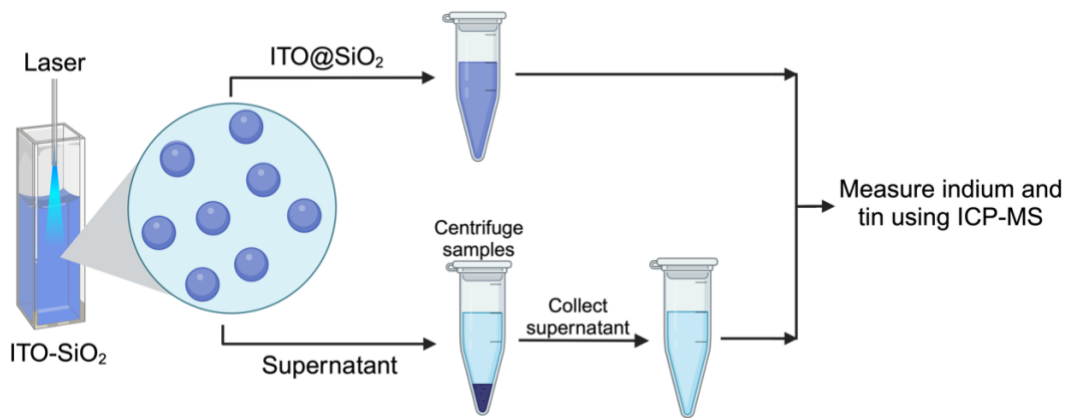 Laser
ITO@SiO₂
ITO-SiO₂
Centrifuge
samples
Supernatant
Collect
supernatant
Measure indium and
tin using ICP-MS